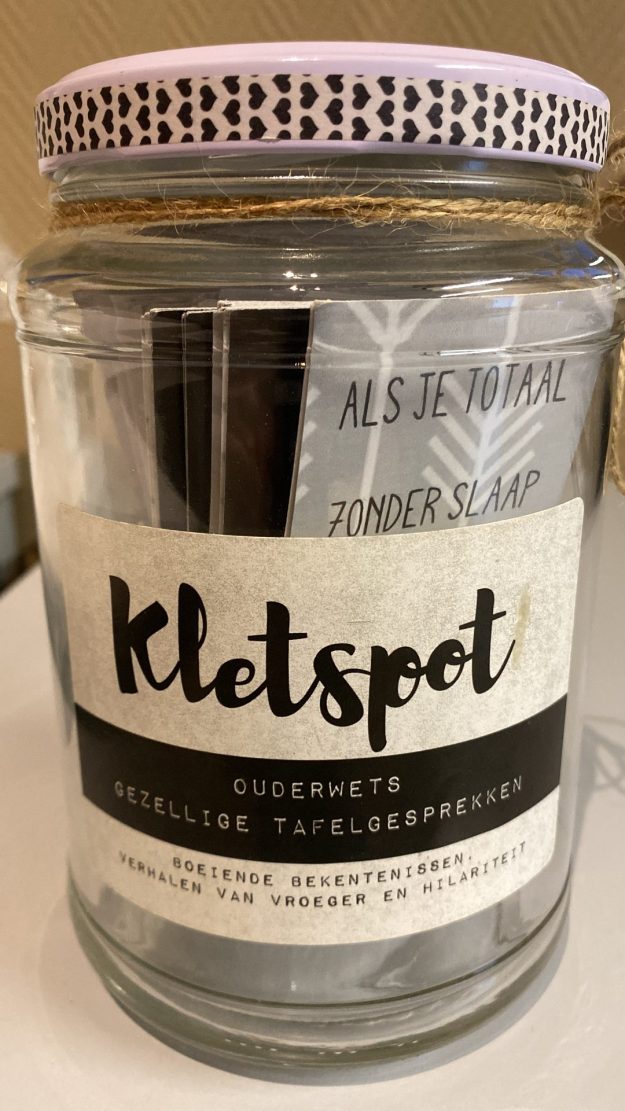 ALS JE TOTAAL
ZONDER SLAAP
Kletspot
OUDERWETS
GEZELLIGE TAFELGESPREKKEN
BOEIENDE BEKENTENISSEN,
VERHALEN VAN VROEGER EN HILARITEIT